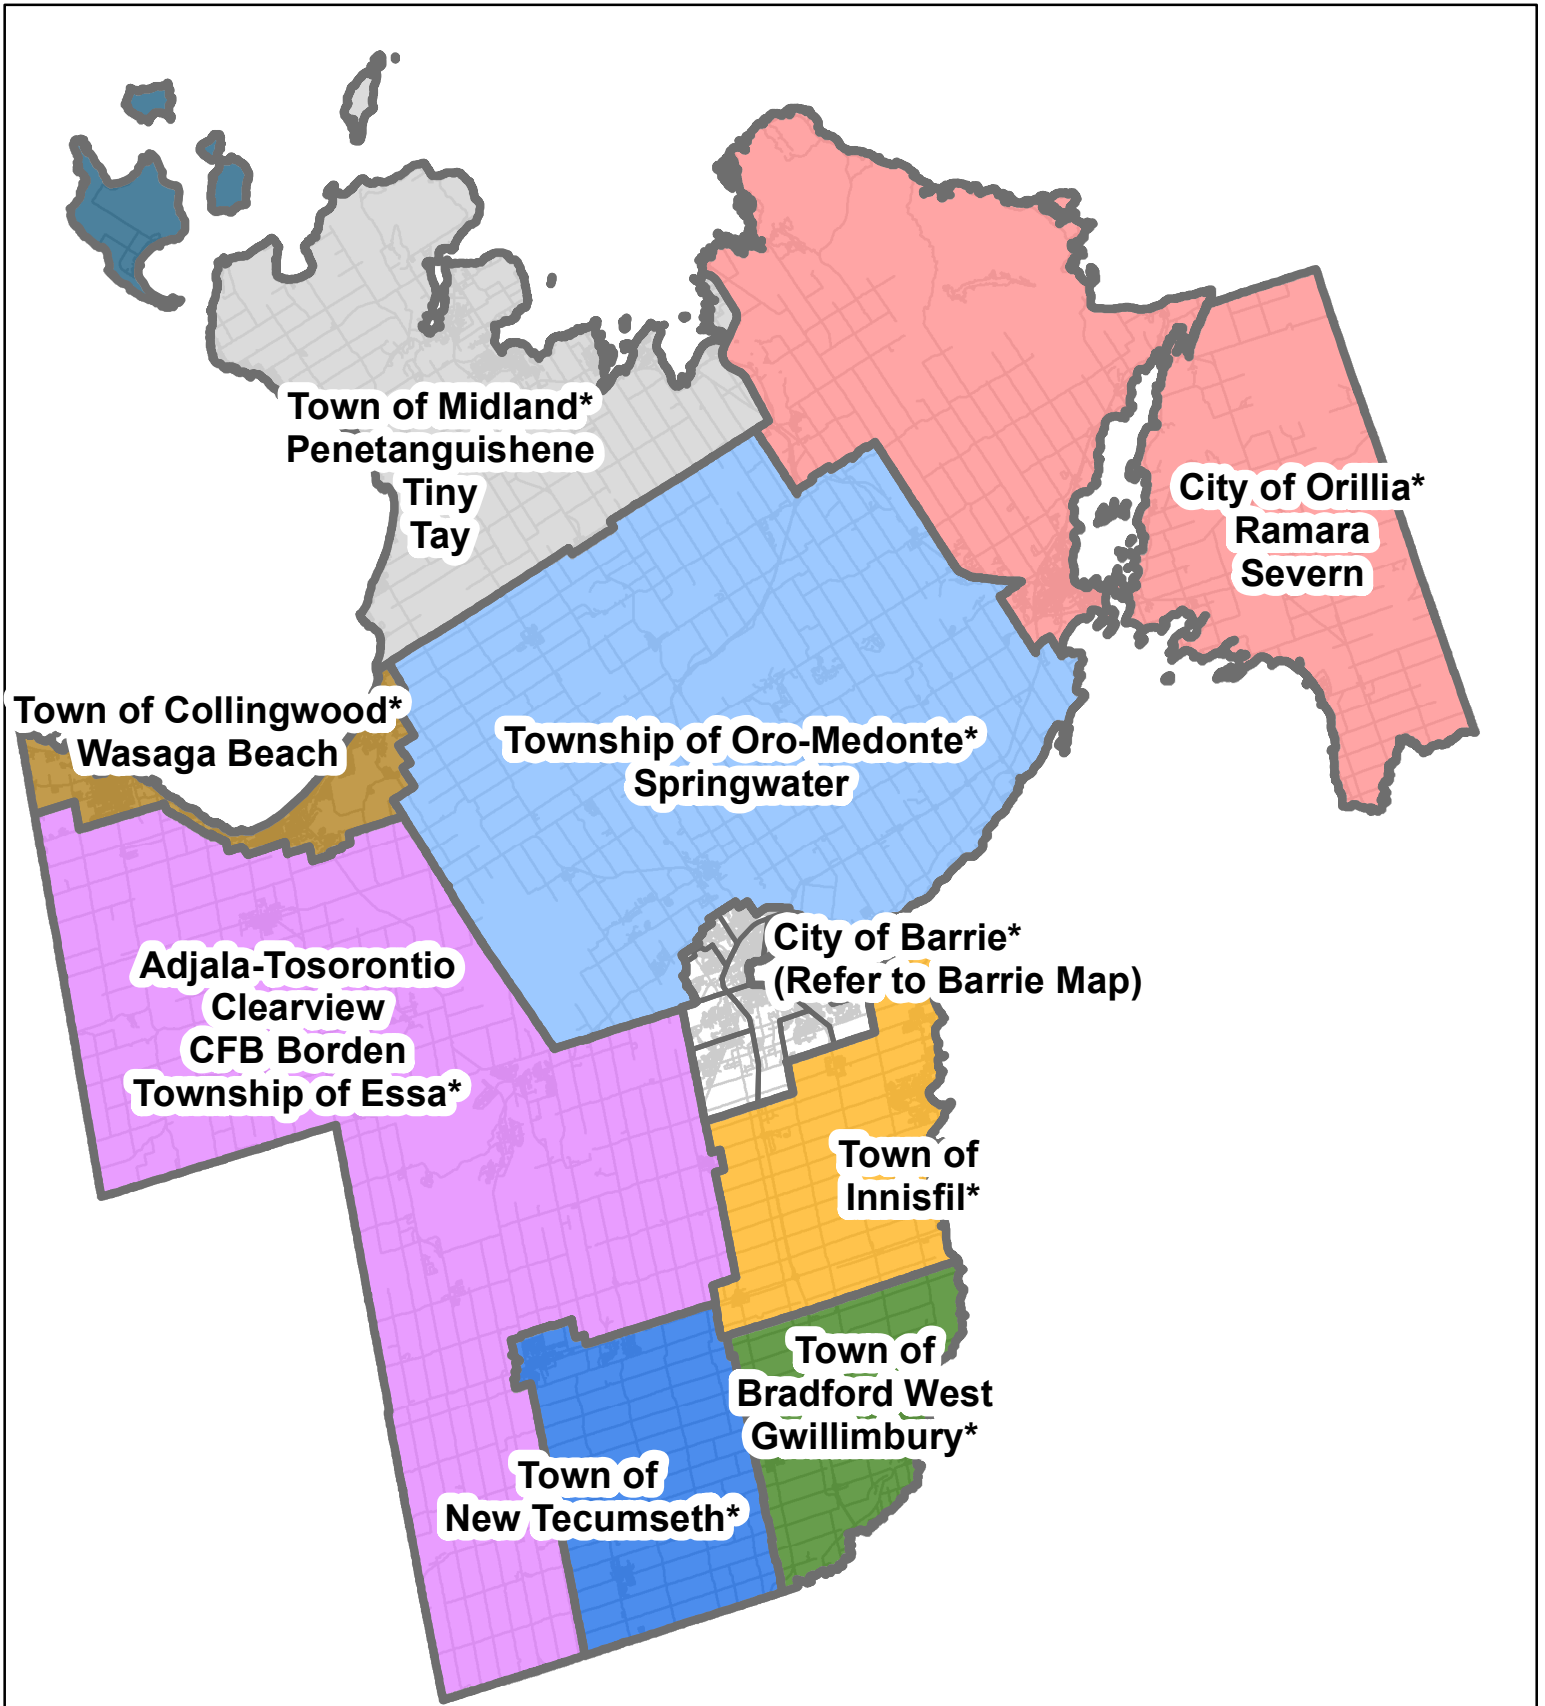 Town of Midland*
Penetanguishene
Tiny
Tay
City of Orillia*
Ramara
Severn
Town of Collingwood*
Wasaga Beach
Township of Oro-Medonte*
Springwater
City of Barrie*
(Refer to Barrie Map)
Adjala-Tosorontio
Clearview
CFB Borden
Township of Essa*
Town of
Innisfil*
Town of
Bradford West
Gwillimbury*
Town of
New Tecumseth*